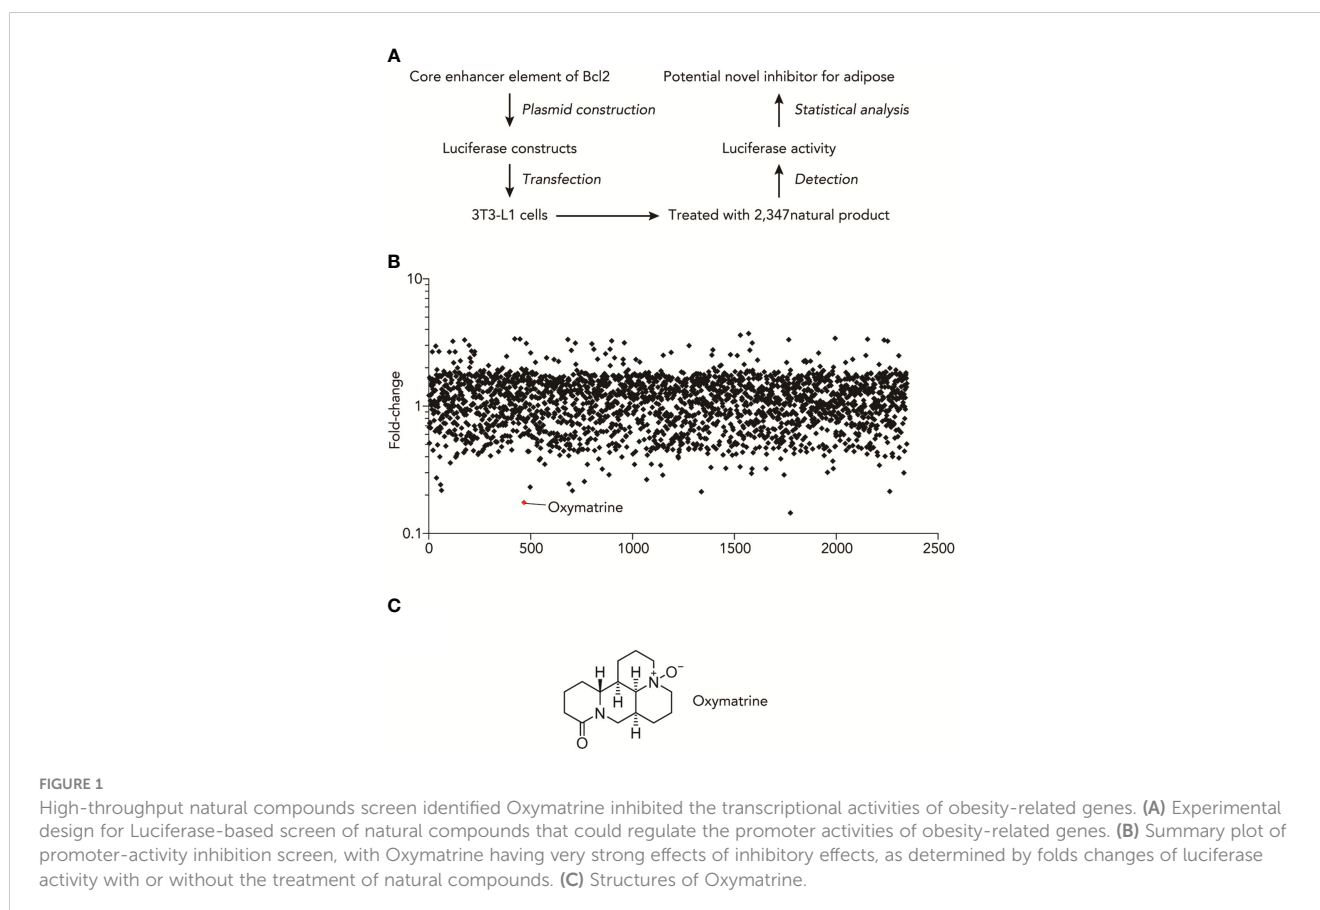 A
Core enhancer element of Bcl2
Potential novel inhibitor for adipose
Plasmid construction
Statistical analysis
Luciferase constructs
Luciferase activity
Transfection
Detection
3T3-L1 cells
Treated with 2,347natural product
B
10
1
0.1
Fold-change
Oxymatrine
0 500 1000 1500 2000 2500
C
H
H
N+
O−
H
N
H
O
Oxymatrine
FIGURE 1
High-throughput natural compounds screen identified Oxymatrine inhibited the transcriptional activities of obesity-related genes. (A) Experimental
design for Luciferase-based screen of natural compounds that could regulate the promoter activities of obesity-related genes. (B) Summary plot of
promoter-activity inhibition screen, with Oxymatrine having very strong effects of inhibitory effects, as determined by folds changes of luciferase
activity with or without the treatment of natural compounds. (C) Structures of Oxymatrine.